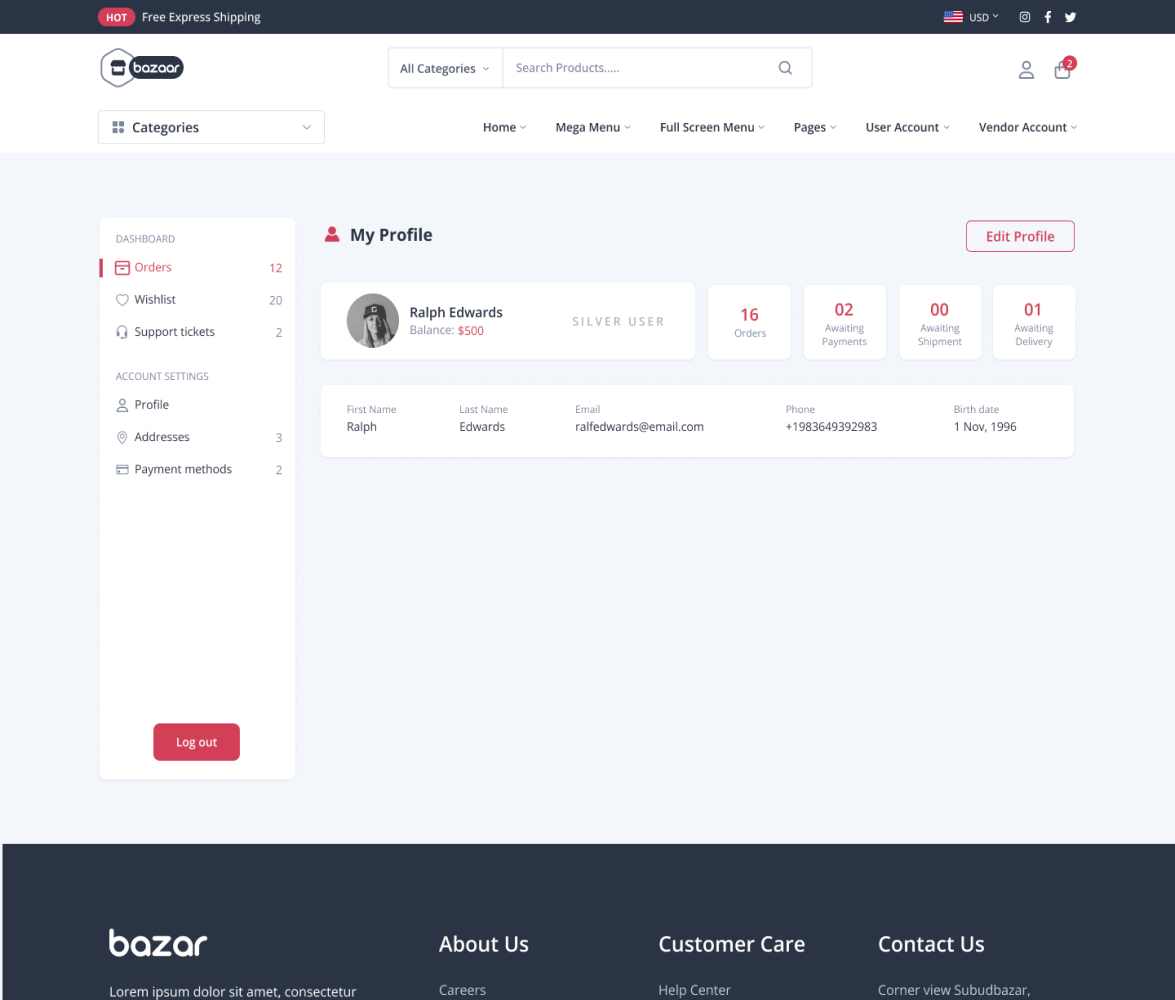 HOT Free Express Shipping USD
bazaar All Categories Search Products..... 2
Categories Home Mega Menu Full Screen Menu Pages User Account Vendor Account
DASHBOARD
Orders 12
Wishlist 20
Support tickets 2
ACCOUNT SETTINGS
Profile
Addresses 3
Payment methods 2
Log out
My Profile Edit Profile
Ralph Edwards
Balance: $500
SILVER USER
16
Orders
02
Awaiting
Payments
00
Awaiting
Shipment
01
Awaiting
Delivery
First Name Last Name Email Phone Birth date
Ralph Edwards ralfedwards@email.com +1983649392983 1 Nov, 1996
bazar About Us Customer Care Contact Us
Lorem ipsum dolor sit amet, consectetur Careers Help Center Corner view Subudbazar,